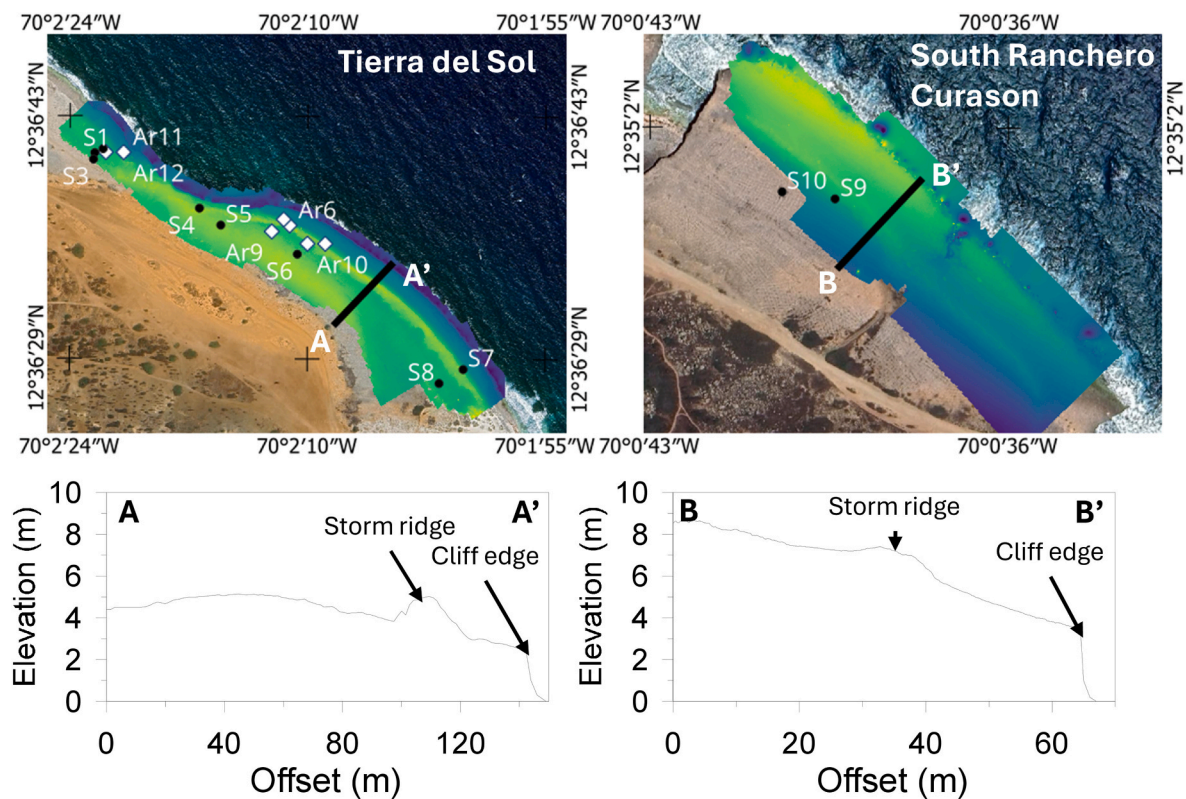 70°2′24″W 70°2′10″W 70°1′55″W
70°0′43″W 70°0′36″W
Tierra del Sol
South Ranchero
Curason
12°36′43″N
12°36′43″N
12°35′2″N
12°35′2″N
S1 Ar11
S3 Ar12
S4 S5 Ar6
Ar9 Ar10
S6
A'
A
S8 S7
12°36′29″N
12°36′29″N
S10 S9
B'
B
70°2′24″W 70°2′10″W 70°1′55″W
70°0′43″W 70°0′36″W
A A'
Storm ridge
Cliff edge
Elevation (m)
10
8
6
4
2
0
0 40 80 120
Offset (m)
B B'
Storm ridge
Cliff edge
Elevation (m)
10
8
6
4
2
0
0 20 40 60
Offset (m)